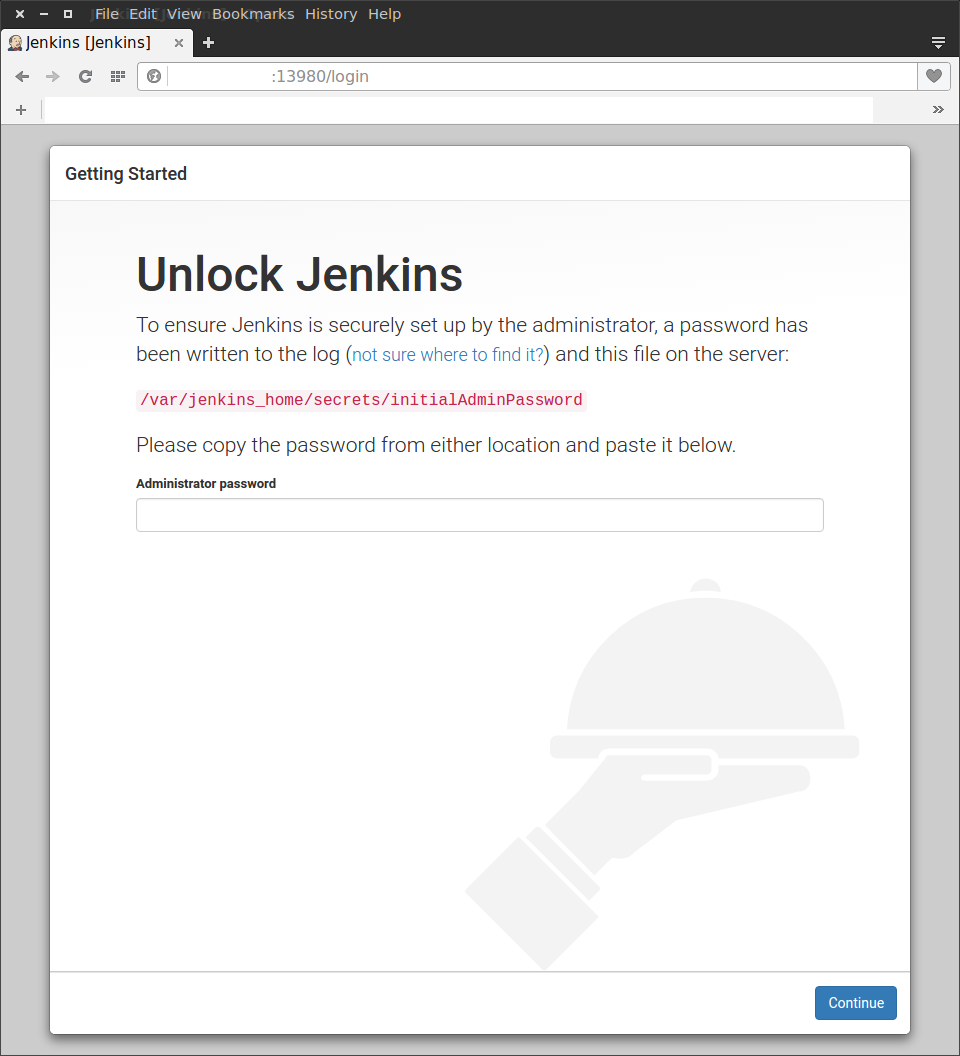 File Edit View Bookmarks History Help
Jenkins [Jenkins]
:13980/login
Getting Started
Unlock Jenkins
To ensure Jenkins is securely set up by the administrator, a password has
been written to the log (not sure where to find it?) and this file on the server:
/var/jenkins_home/secrets/initialAdminPassword
Please copy the password from either location and paste it below.
Administrator password
Continue